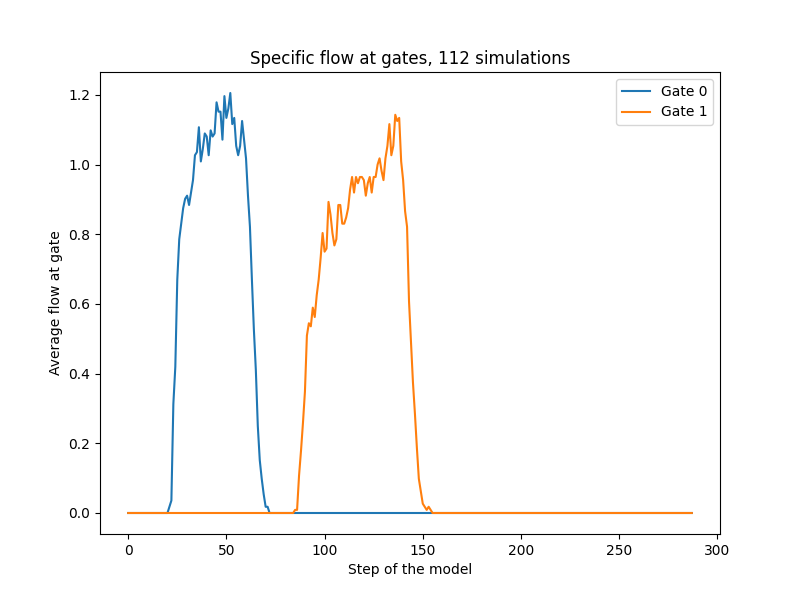 Specific flow at gates, 112 simulations
Gate 0
Gate 1
Average flow at gate
1.2
1.0
0.8
0.6
0.4
0.2
0.0
0
50
100
150
200
250
300
Step of the model